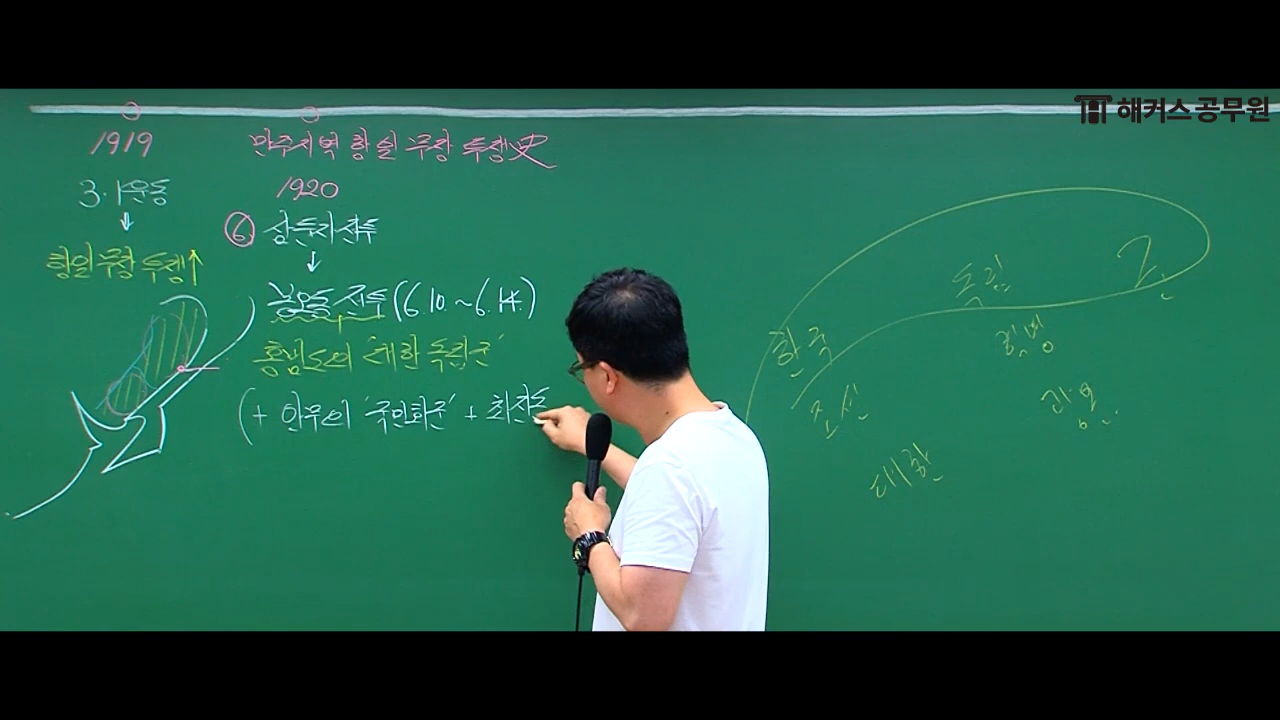 해커스공무원
1919
만주지역 항일 무장 투쟁史
3·1운동
1920
↓
⑥ 삼둔자전투
항일 무장 투쟁↑
↓
봉오동 전투 (6.10.~6.14.)
홍범도의 '대한 독립군'
(+ 안무의 '국민회군' + 최진도
2.
독립
한국
광복
조선
대한